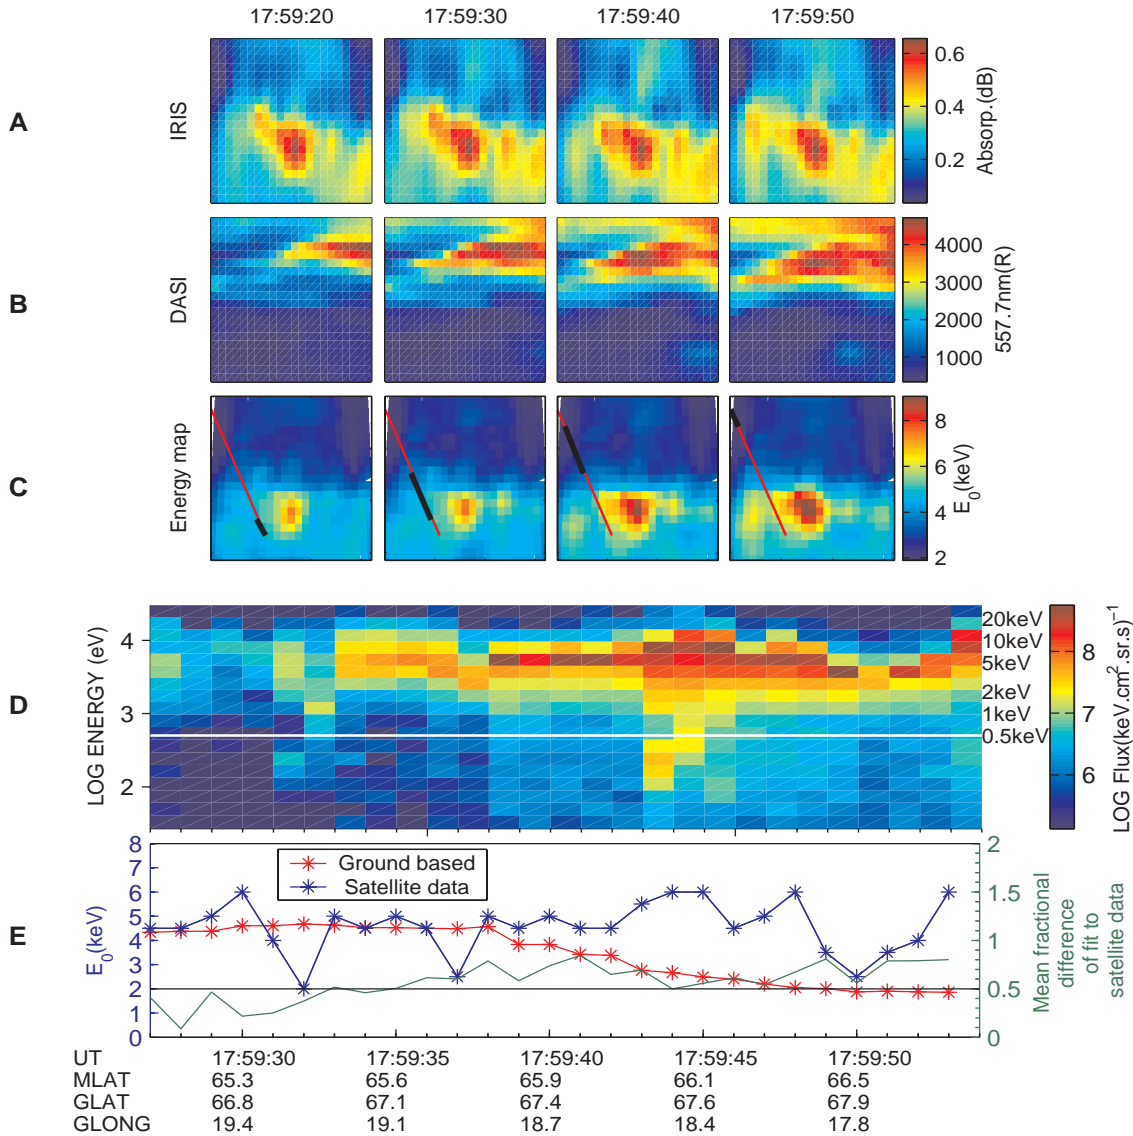 17:59:20 17:59:30 17:59:40 17:59:50
A
IRIS
0.6
0.4
0.2
Absorp.(dB)
B
DASI
4000
3000
2000
1000
557.7nm(R)
C
Energy map
8
6
4
2
E0(keV)
D
LOG ENERGY (eV)
4
3
2
20keV
10keV
5keV
2keV
1keV
0.5keV
8
7
6
LOG Flux(keV.cm2.sr.s)−1
E
E0(keV)
8
7
6
5
4
3
2
1
0
Ground based
Satellite data
2
1.5
1
0.5
0
Mean fractional
difference
of fit to
satellite data
UT 17:59:30 17:59:35 17:59:40 17:59:45 17:59:50
MLAT 65.3 65.6 65.9 66.1 66.5
GLAT 66.8 67.1 67.4 67.6 67.9
GLONG 19.4 19.1 18.7 18.4 17.8